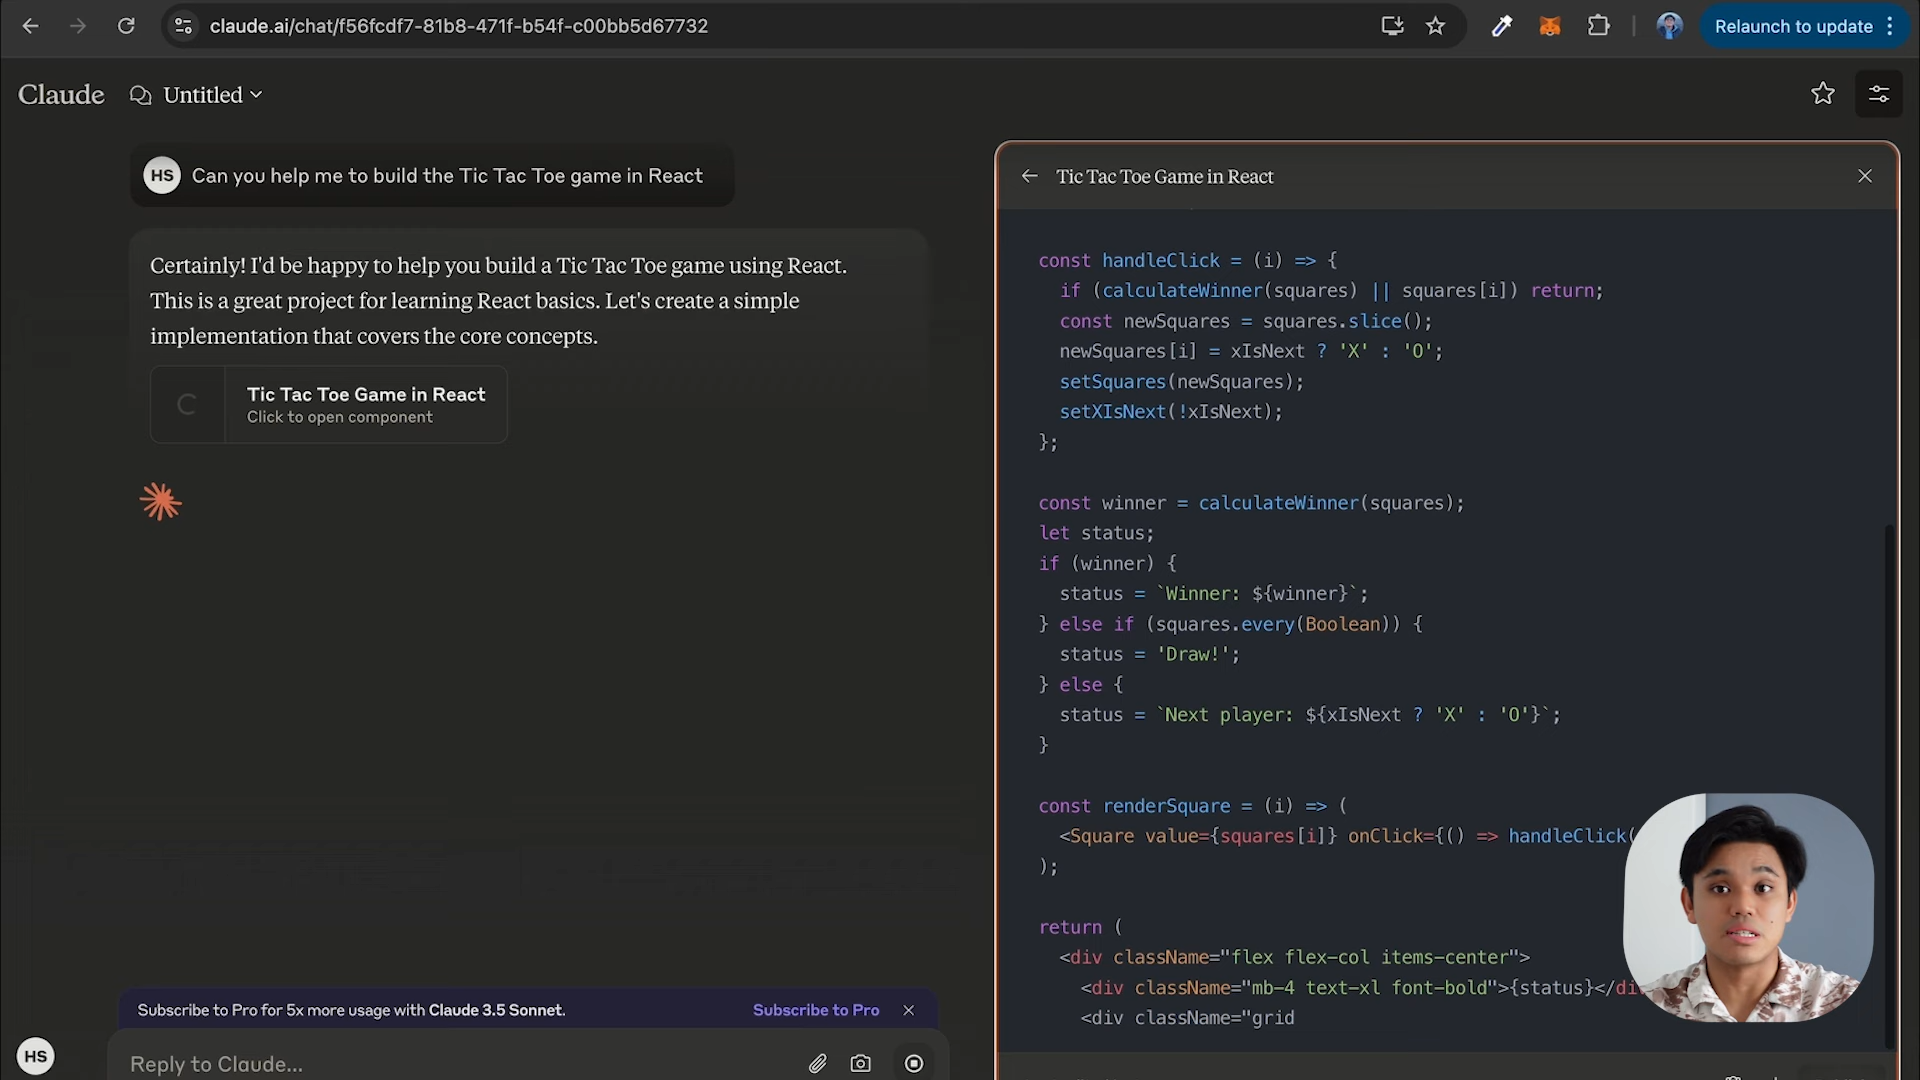 claude.ai/chat/f56fcdf7-81b8-471f-b54f-c00bb5d67732
Relaunch to update
Claude
Untitled
HS
Can you help me to build the Tic Tac Toe game in React
Certainly! I'd be happy to help you build a Tic Tac Toe game using React.
This is a great project for learning React basics. Let's create a simple
implementation that covers the core concepts.
Tic Tac Toe Game in React
Click to open component
Subscribe to Pro for 5x more usage with Claude 3.5 Sonnet.
Subscribe to Pro
HS
Reply to Claude...
Tic Tac Toe Game in React
const handleClick = (i) => {
if (calculateWinner(squares) || squares[i]) return;
const newSquares = squares.slice();
newSquares[i] = xIsNext ? 'X' : 'O';
setSquares(newSquares);
setXIsNext(!xIsNext);
};
const winner = calculateWinner(squares);
let status;
if (winner) {
status = `Winner: ${winner}`;
} else if (squares.every(Boolean)) {
status = 'Draw!';
} else {
status = `Next player: ${xIsNext ? 'X' : 'O'}`;
}
const renderSquare = (i) => (
<Square value={squares[i]} onClick={() => handleClick(
);
return (
<div className="flex flex-col items-center">
<div className="mb-4 text-xl font-bold">{status}</di
<div className="grid